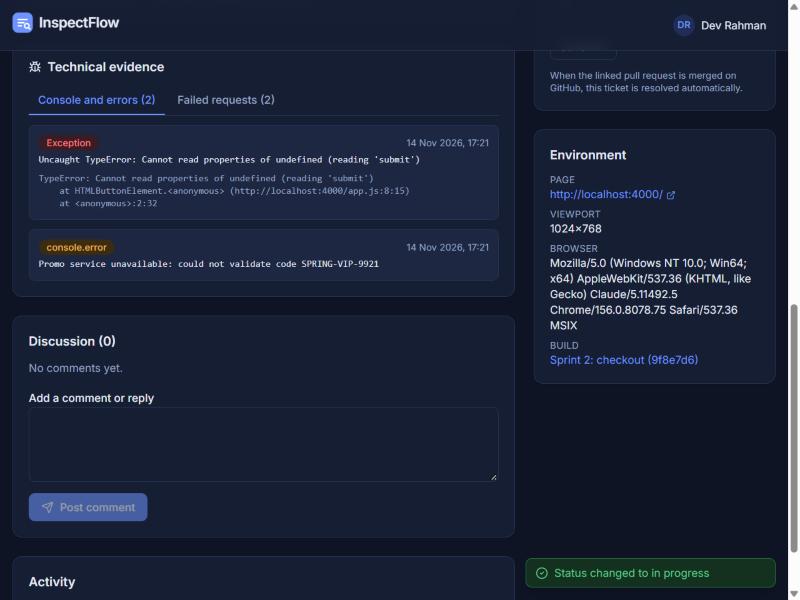 InspectFlow
DR Dev Rahman
Technical evidence
Console and errors (2) Failed requests (2)
Exception 14 Nov 2026, 17:21
Uncaught TypeError: Cannot read properties of undefined (reading 'submit')
TypeError: Cannot read properties of undefined (reading 'submit')
at HTMLButtonElement.<anonymous> (http://localhost:4000/app.js:8:15)
at <anonymous>:2:32
console.error 14 Nov 2026, 17:21
Promo service unavailable: could not validate code SPRING-VIP-9921
Discussion (0)
No comments yet.
Add a comment or reply
Post comment
Activity
When the linked pull request is merged on
GitHub, this ticket is resolved automatically.
Environment
PAGE
http://localhost:4000/
VIEWPORT
1024×768
BROWSER
Mozilla/5.0 (Windows NT 10.0; Win64;
x64) AppleWebKit/537.36 (KHTML, like
Gecko) Claude/5.11492.5
Chrome/156.0.8078.75 Safari/537.36
MSIX
BUILD
Sprint 2: checkout (9f8e7d6)
Status changed to in progress